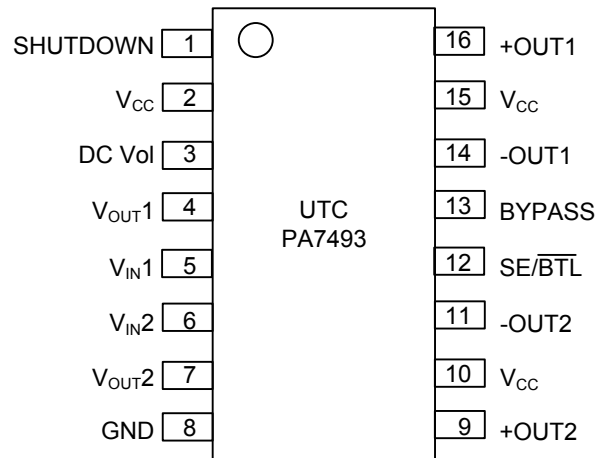 SHUTDOWN 1 16 +OUT1
VCC 2 15 VCC
DC Vol 3 14 -OUT1
VOUT1 4 13 BYPASS
UTC
PA7493
VIN1 5 12 SE/B̅T̅L̅
VIN2 6 11 -OUT2
VOUT2 7 10 VCC
GND 8 9 +OUT2